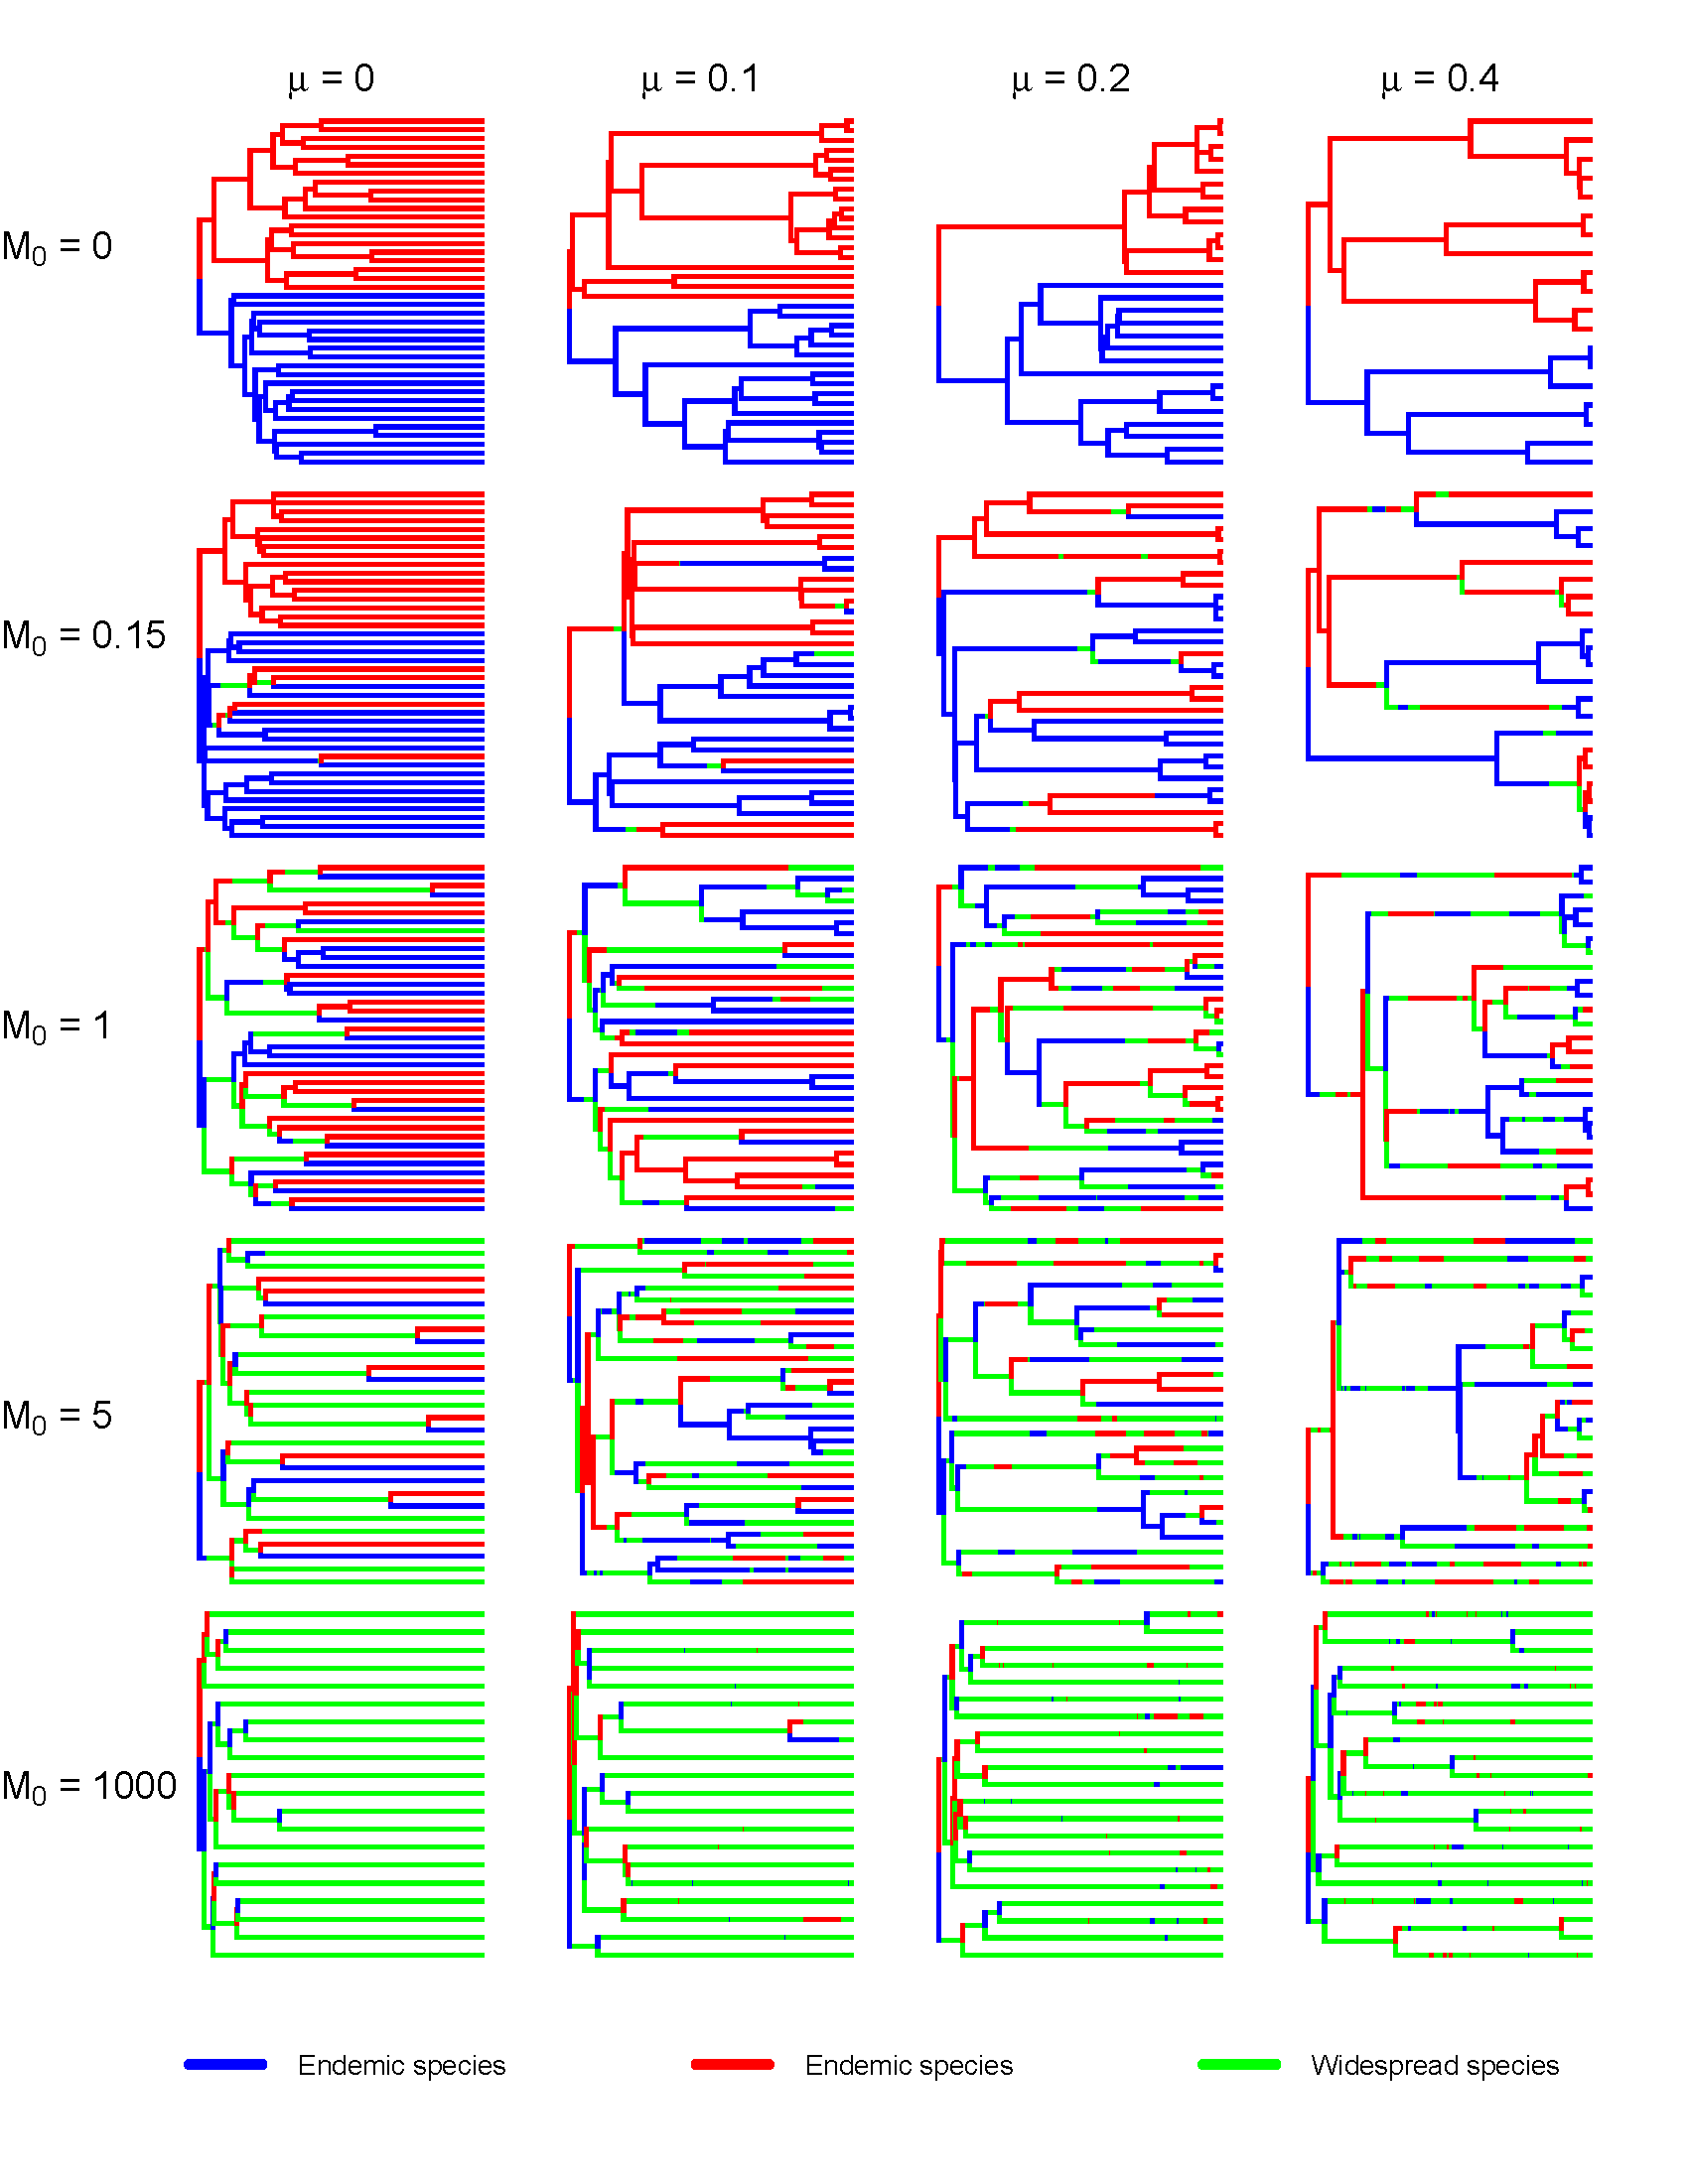 μ = 0 μ = 0.1 μ = 0.2 μ = 0.4
M₀ = 0
M₀ = 0.15
M₀ = 1
M₀ = 5
M₀ = 1000
Endemic species Endemic species Widespread species